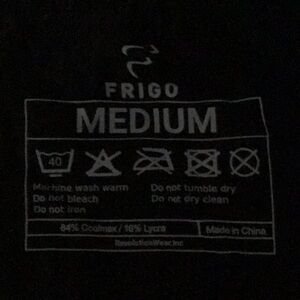 FRIGO
MEDIUM
40
Machine wash warm
Do not bleach
Do not iron
Do not tumble dry
Do not dry clean
84% Coolmax / 16% Lycra
Made in China
RevolutionWear Inc